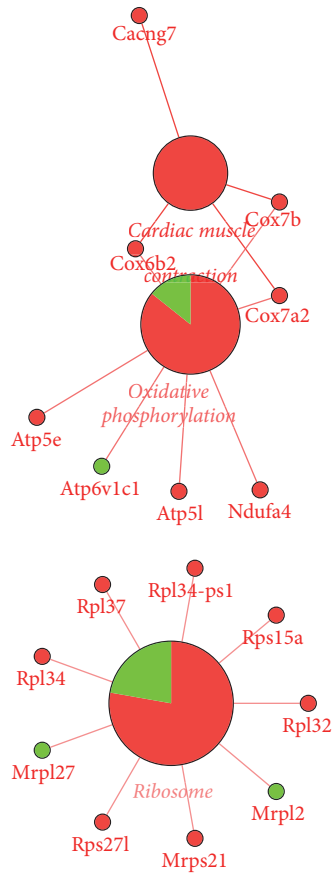 Cacng7
Cox7b
Cardiac muscle
contraction
Cox6b2
Cox7a2
Oxidative
phosphorylation
Atp5e
Atp6v1c1
Atp5l
Ndufa4
Rpl34-ps1
Rpl37
Rps15a
Rpl34
Rpl32
Mrpl27
Ribosome
Mrpl2
Rps27l
Mrps21